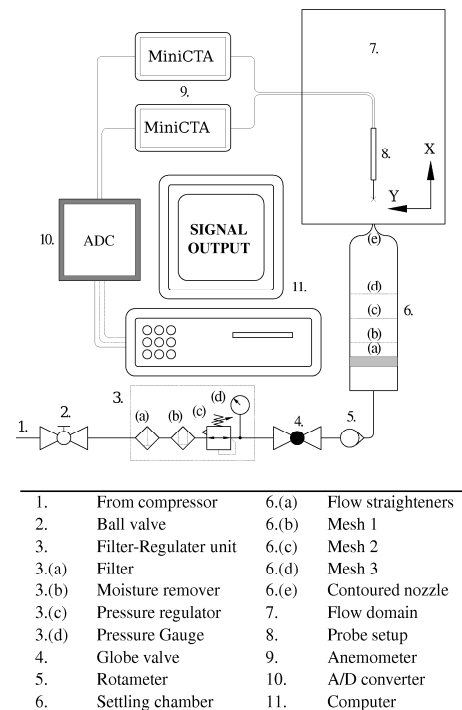 MiniCTA
7.
9.
MiniCTA
8.
X
Y
10.
ADC
SIGNAL
OUTPUT
11.
(e)
(d)
(c)
6.
(b)
(a)
3.
(d)
(a)
(b)
(c)
1.
2.
4.
5.
1. From compressor 6.(a) Flow straighteners
2. Ball valve 6.(b) Mesh 1
3. Filter-Regulater unit 6.(c) Mesh 2
3.(a) Filter 6.(d) Mesh 3
3.(b) Moisture remover 6.(e) Contoured nozzle
3.(c) Pressure regulator 7. Flow domain
3.(d) Pressure Gauge 8. Probe setup
4. Globe valve 9. Anemometer
5. Rotameter 10. A/D converter
6. Settling chamber 11. Computer